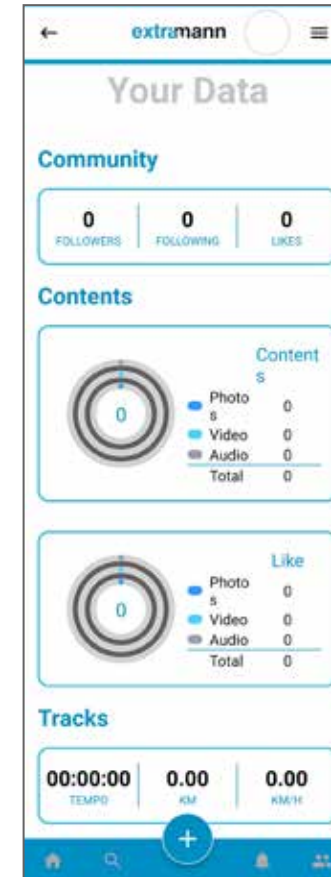 extramann
Your Data
Community
0 0 0
FOLLOWERS FOLLOWING LIKES
Contents
Content
s
0
Photo
s 0
Video 0
Audio 0
Total 0
Like
0
Photo
s 0
Video 0
Audio 0
Total 0
Tracks
00:00:00 0.00 0.00
TEMPO KM KM/H
+